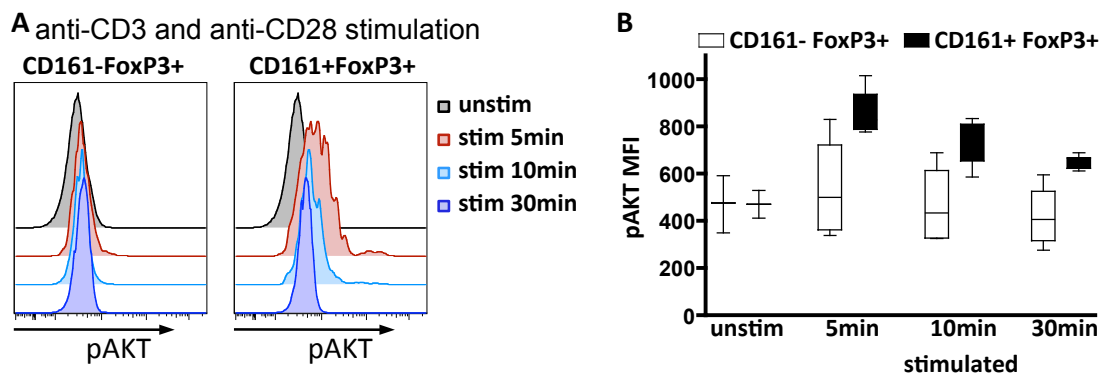 A anti-CD3 and anti-CD28 stimulation
CD161-FoxP3+ CD161+FoxP3+
unstim
stim 5min
stim 10min
stim 30min
pAKT pAKT
B
CD161- FoxP3+ CD161+ FoxP3+
pAKT MFI
1000
800
600
400
200
0
unstim 5min 10min 30min
stimulated